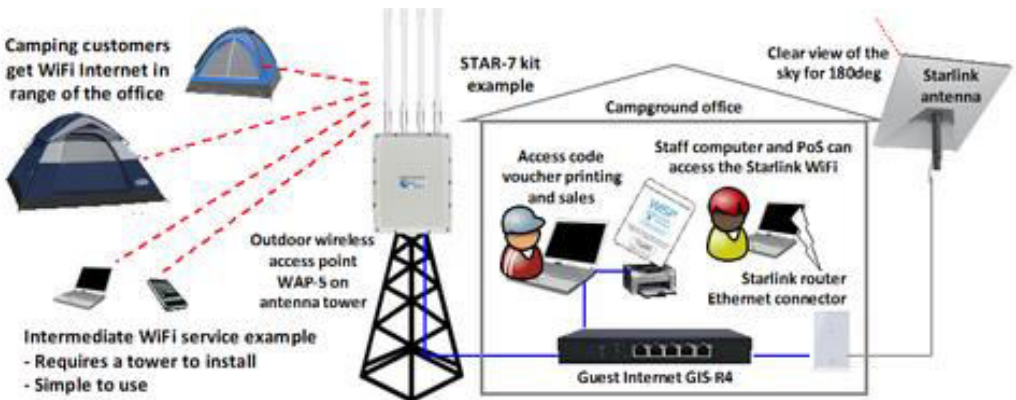 Camping customers
get WiFi Internet in
range of the office
STAR-7 kit
example
Campground office
Clear view of the
sky for 180deg
Starlink
antenna
Access code
voucher printing
and sales
Staff computer and PoS can
access the Starlink WiFi
WISP
Outdoor wireless
access point
WAP-5 on
antenna tower
Starlink router
Ethernet connector
Intermediate WiFi service example
- Requires a tower to install
- Simple to use
Guest Internet GIS-R4